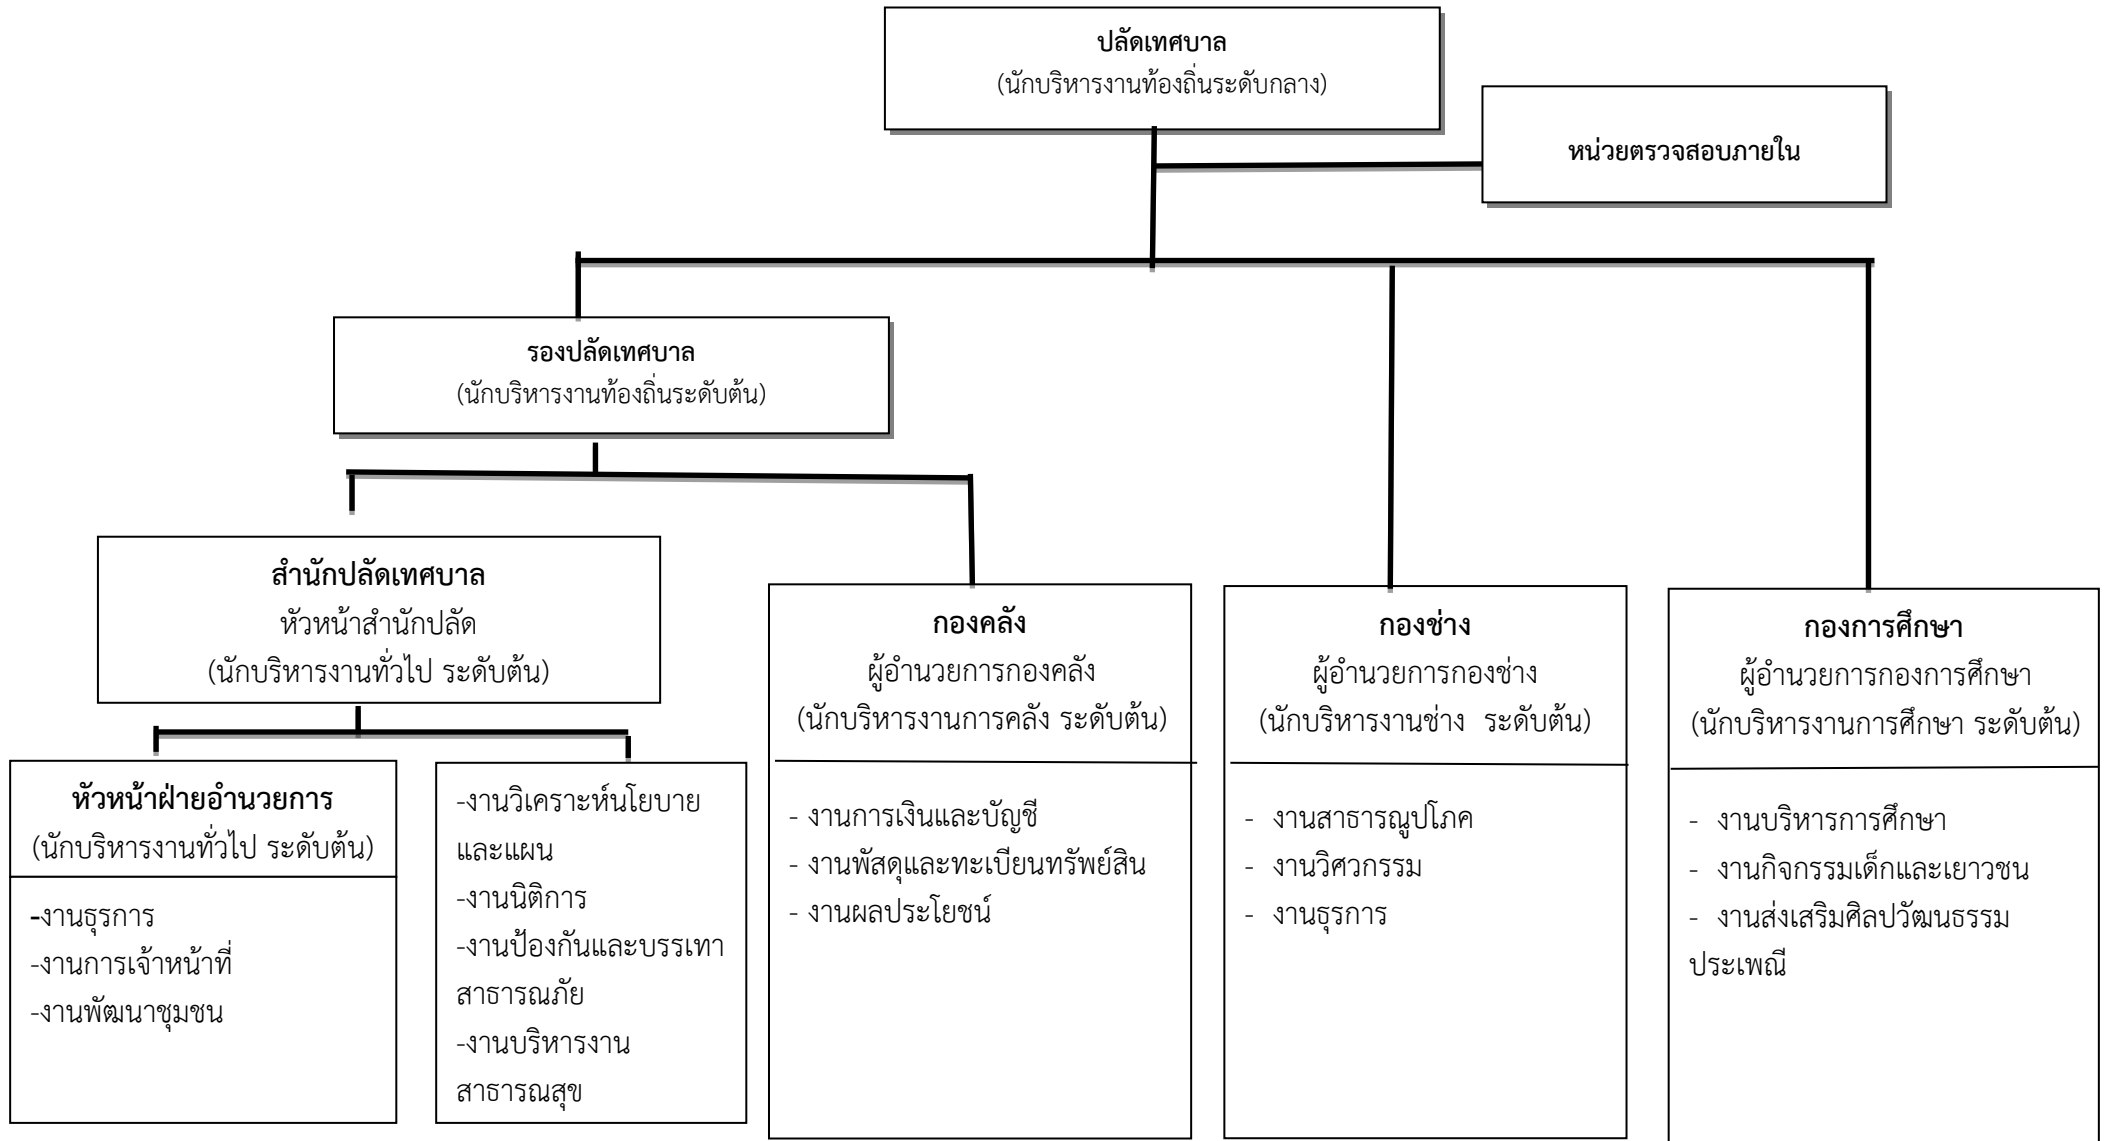 ปลัดเทศบาล
(นักบริหารงานท้องถิ่นระดับกลาง)
หน่วยตรวจสอบภายใน
รองปลัดเทศบาล
(นักบริหารงานท้องถิ่นระดับต้น)
สำนักปลัดเทศบาล
หัวหน้าสำนักปลัด
(นักบริหารงานทั่วไป ระดับต้น)
หัวหน้าฝ่ายอำนวยการ
(นักบริหารงานทั่วไป ระดับต้น)
-งานธุรการ
-งานการเจ้าหน้าที่
-งานพัฒนาชุมชน
-งานวิเคราะห์นโยบาย
และแผน
-งานนิติการ
-งานป้องกันและบรรเทา
สาธารณภัย
-งานบริหารงาน
สาธารณสุข
กองคลัง
ผู้อำนวยการกองคลัง
(นักบริหารงานการคลัง ระดับต้น)
- งานการเงินและบัญชี
- งานพัสดุและทะเบียนทรัพย์สิน
- งานผลประโยชน์
กองช่าง
ผู้อำนวยการกองช่าง
(นักบริหารงานช่าง ระดับต้น)
- งานสาธารณูปโภค
- งานวิศวกรรม
- งานธุรการ
กองการศึกษา
ผู้อำนวยการกองการศึกษา
(นักบริหารงานการศึกษา ระดับต้น)
- งานบริหารการศึกษา
- งานกิจกรรมเด็กและเยาวชน
- งานส่งเสริมศิลปวัฒนธรรม
ประเพณี